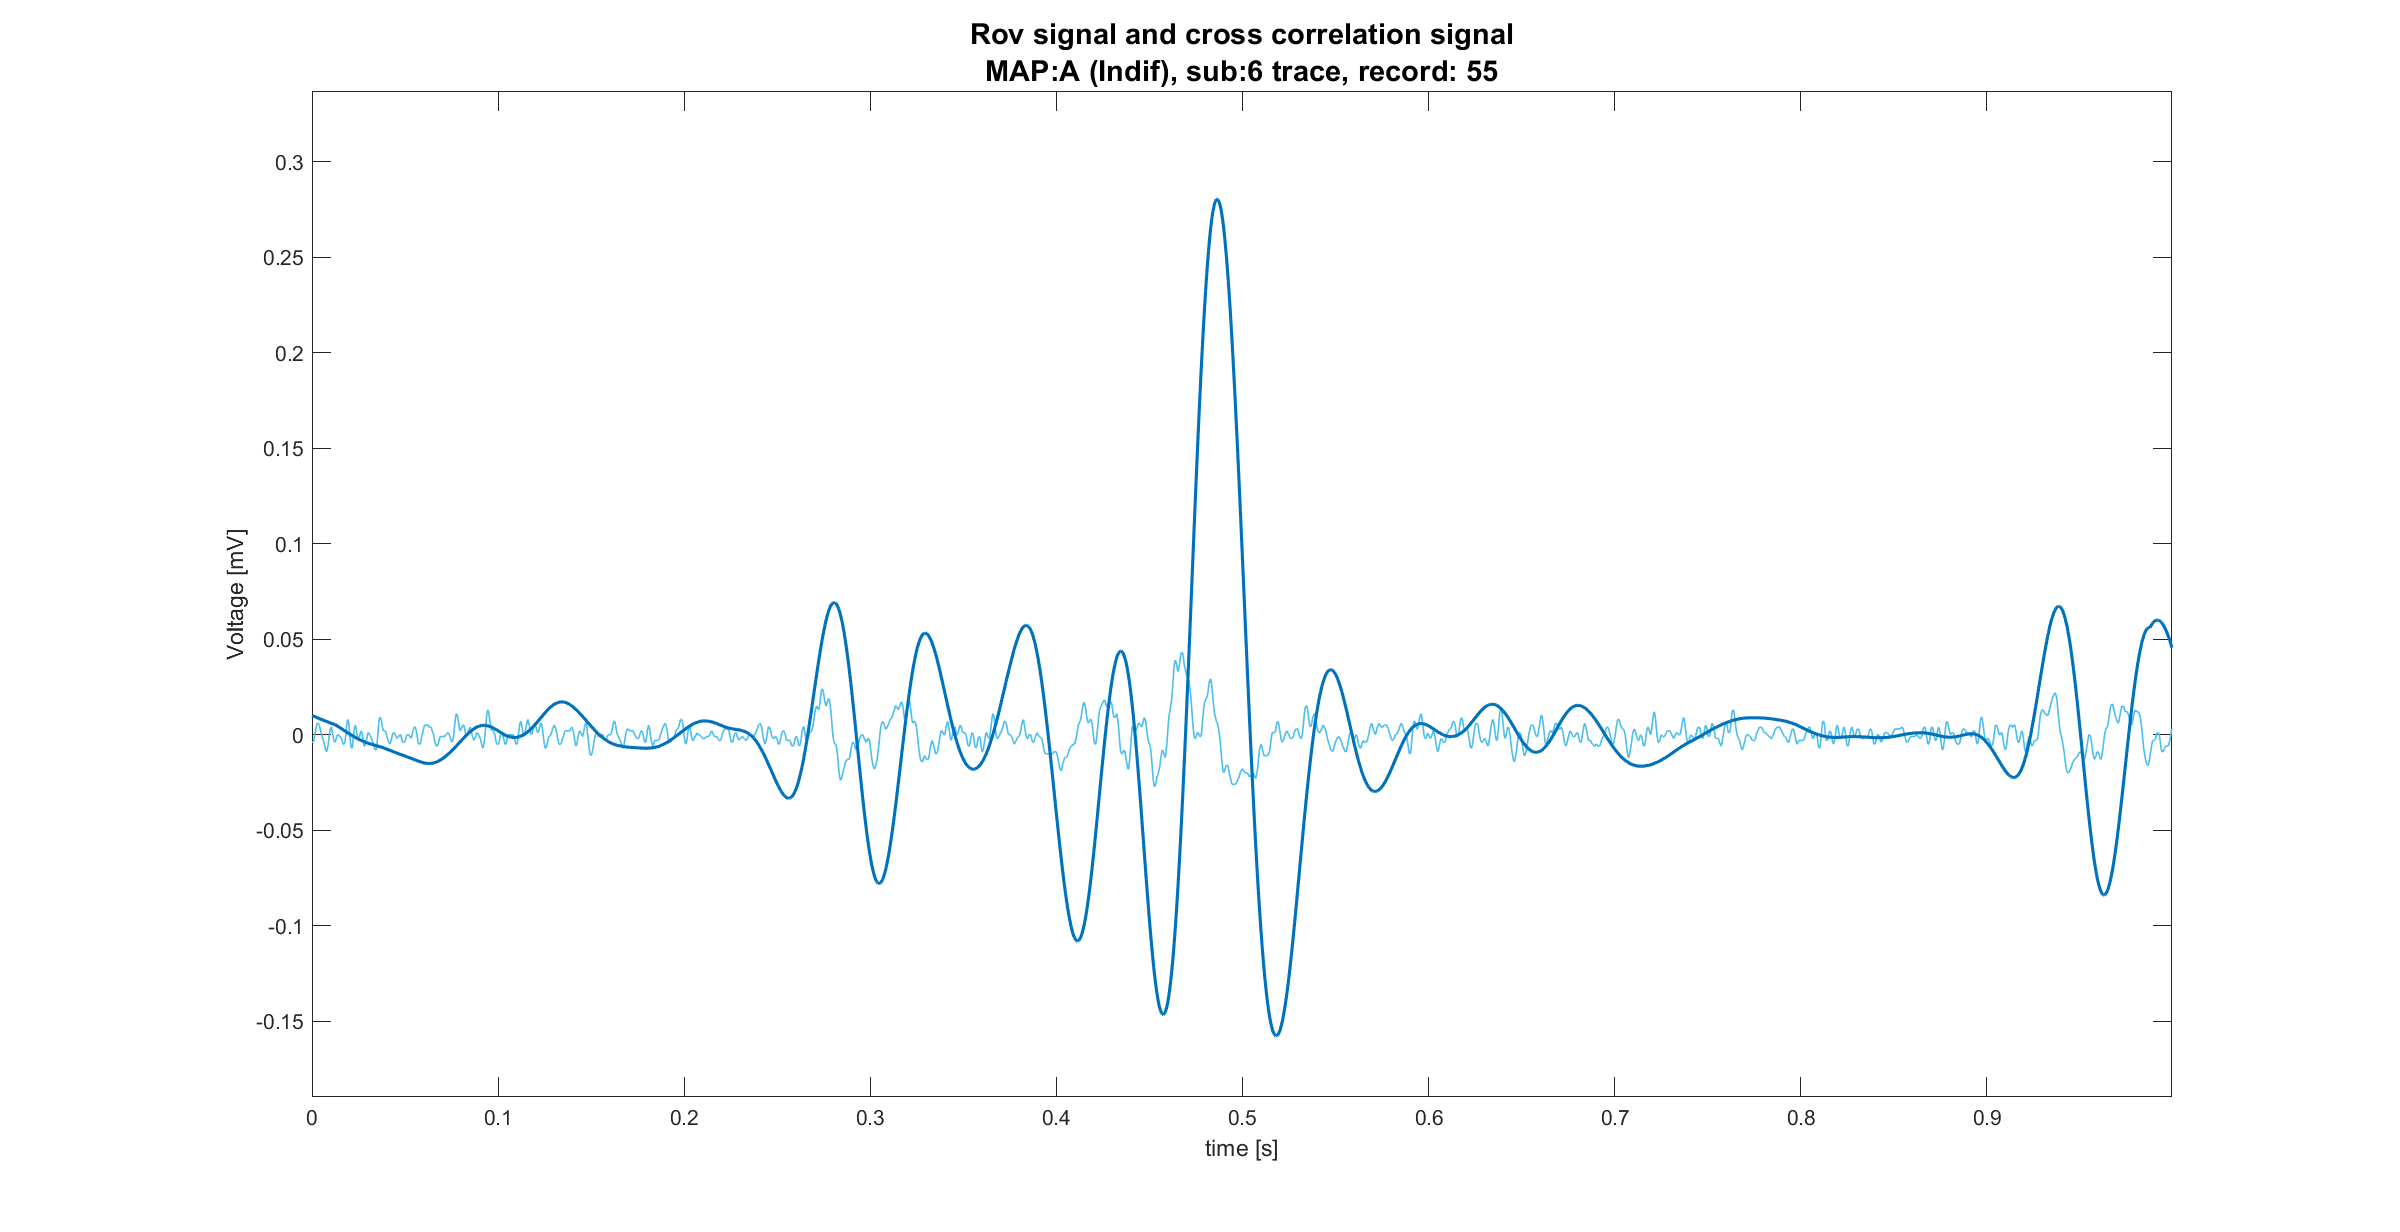 Rov signal and cross correlation signal
MAP:A (Indif), sub:6 trace, record: 55
0.3
0.25
0.2
0.15
0.1
0.05
0
-0.05
-0.1
-0.15
Voltage [mV]
0 0.1 0.2 0.3 0.4 0.5 0.6 0.7 0.8 0.9
time [s]